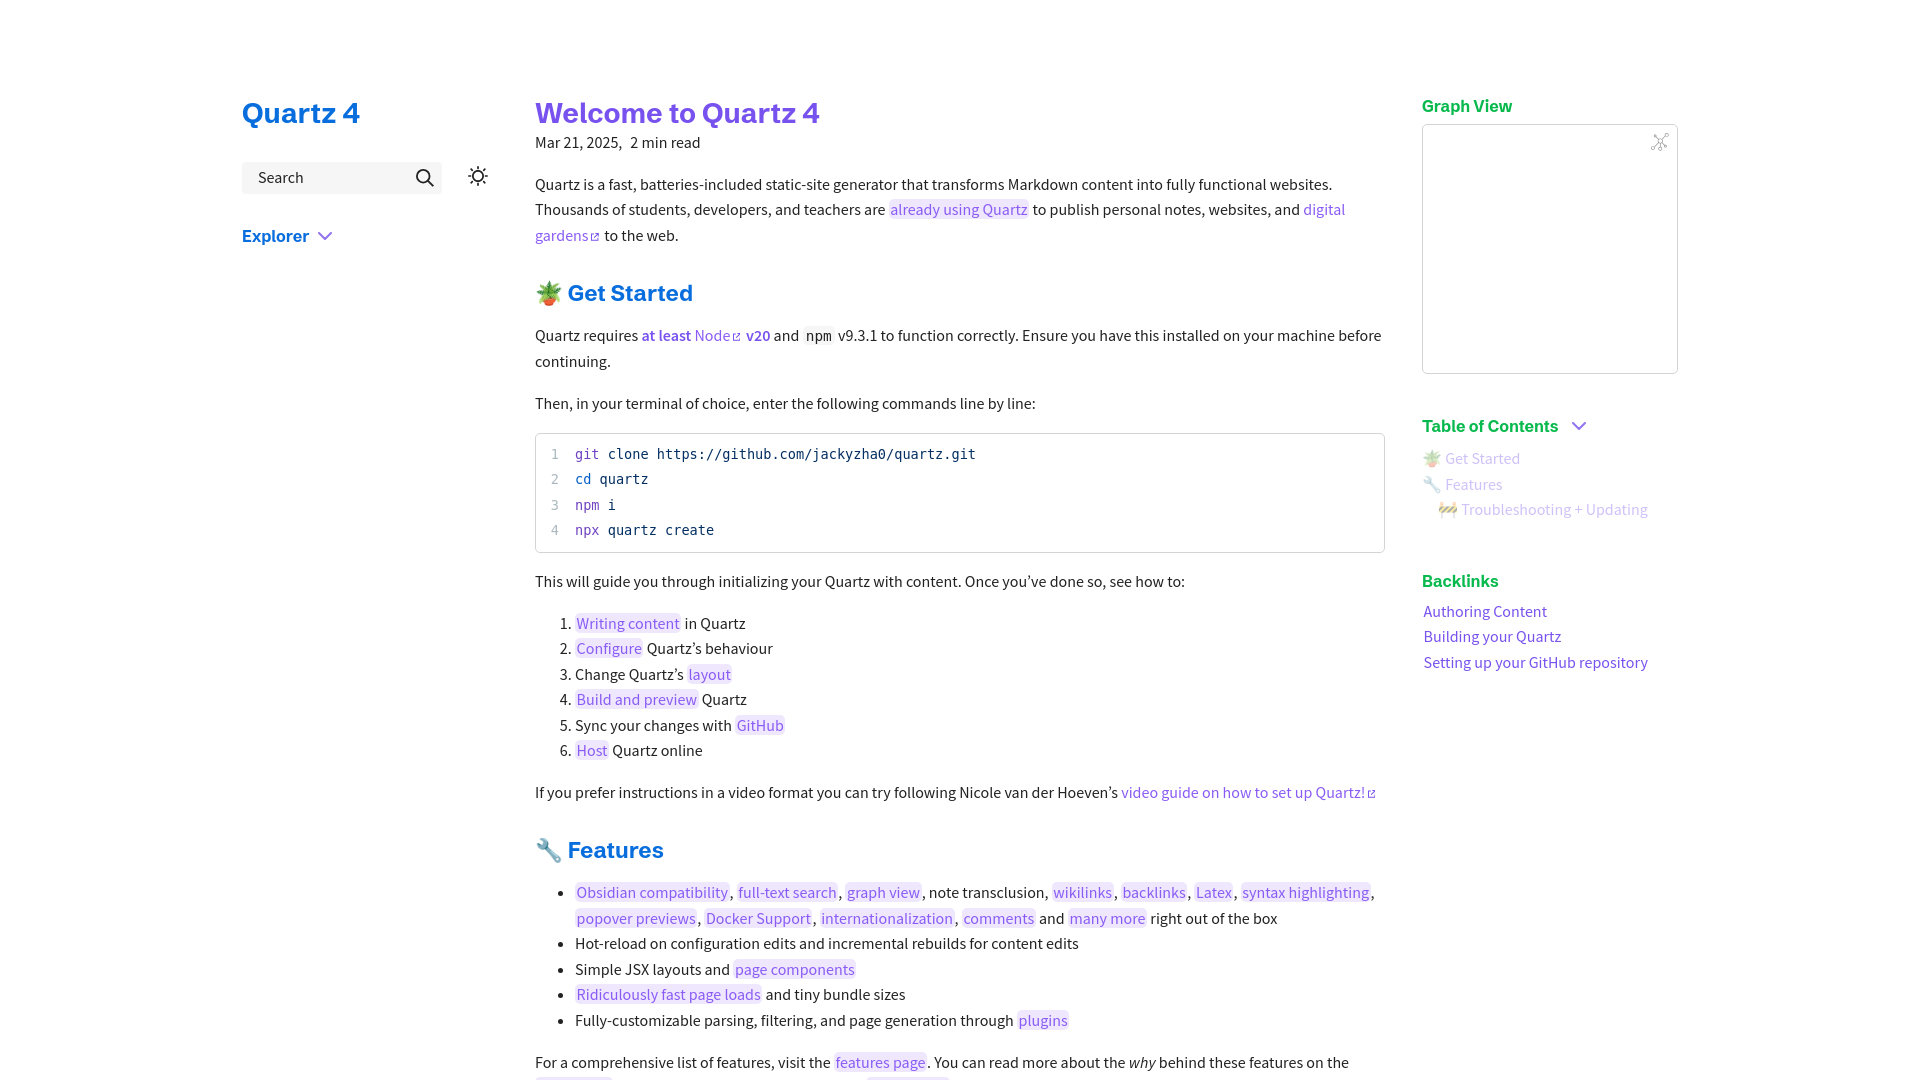 Quartz 4
Search
Explorer
Welcome to Quartz 4
Mar 21, 2025, 2 min read
Quartz is a fast, batteries-included static-site generator that transforms Markdown content into fully functional websites.
Thousands of students, developers, and teachers are already using Quartz to publish personal notes, websites, and digital
gardens to the web.
🪴 Get Started
Quartz requires at least Node v20 and npm v9.3.1 to function correctly. Ensure you have this installed on your machine before
continuing.
Then, in your terminal of choice, enter the following commands line by line:
1 git clone https://github.com/jackyzha0/quartz.git
2 cd quartz
3 npm i
4 npx quartz create
This will guide you through initializing your Quartz with content. Once you’ve done so, see how to:
1. Writing content in Quartz
2. Configure Quartz’s behaviour
3. Change Quartz’s layout
4. Build and preview Quartz
5. Sync your changes with GitHub
6. Host Quartz online
If you prefer instructions in a video format you can try following Nicole van der Hoeven’s video guide on how to set up Quartz!
🔧 Features
• Obsidian compatibility, full-text search, graph view, note transclusion, wikilinks, backlinks, Latex, syntax highlighting,
popover previews, Docker Support, internationalization, comments and many more right out of the box
• Hot-reload on configuration edits and incremental rebuilds for content edits
• Simple JSX layouts and page components
• Ridiculously fast page loads and tiny bundle sizes
• Fully-customizable parsing, filtering, and page generation through plugins
For a comprehensive list of features, visit the features page. You can read more about the why behind these features on the
Graph View
Table of Contents
🪴 Get Started
🔧 Features
🚧 Troubleshooting + Updating
Backlinks
Authoring Content
Building your Quartz
Setting up your GitHub repository